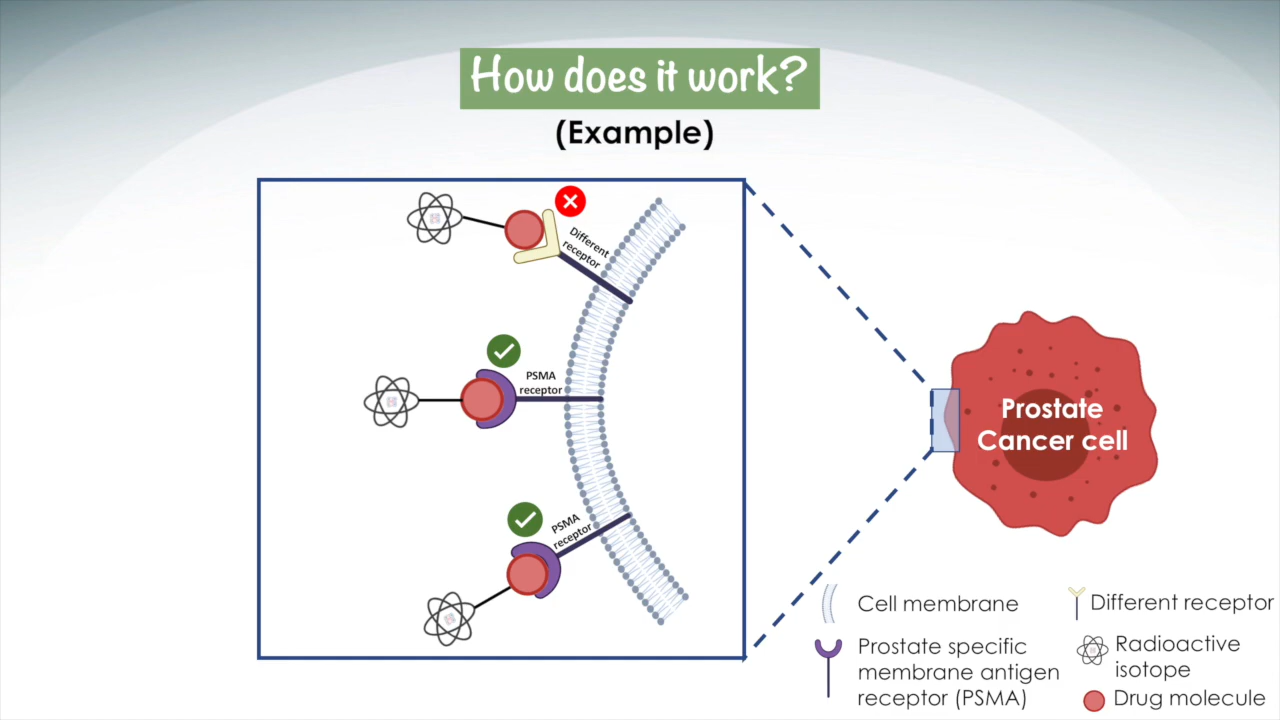 How does it work?
(Example)
Different
receptor
PSMA
receptor
PSMA
receptor
Prostate
Cancer cell
Cell membrane
Different receptor
Prostate specific
membrane antigen
receptor (PSMA)
Radioactive
isotope
Drug molecule